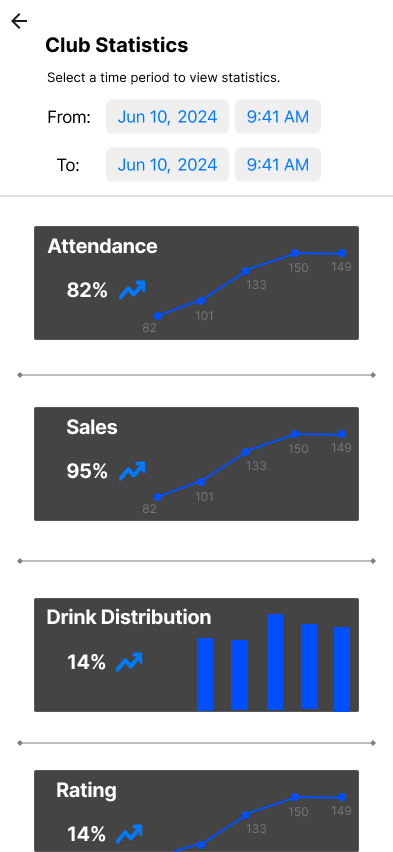 Club Statistics
Select a time period to view statistics.
From: Jun 10, 2024 9:41 AM
To: Jun 10, 2024 9:41 AM
Attendance
82%
82 101 133 150 149
Sales
95%
82 101 133 150 149
Drink Distribution
14%
Rating
14%
133 150 149